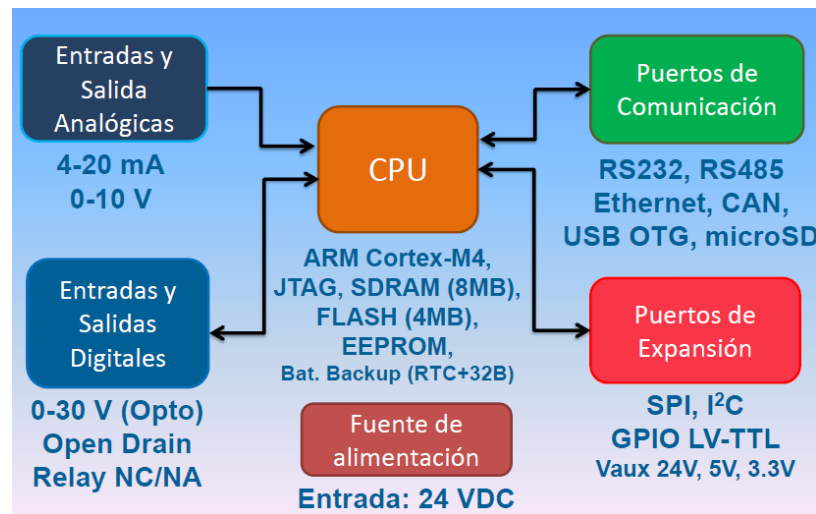 Entradas y
Salida
Analógicas
4-20 mA
0-10 V
Entradas y
Salidas
Digitales
0-30 V (Opto)
Open Drain
Relay NC/NA
CPU
ARM Cortex-M4,
JTAG, SDRAM (8MB),
FLASH (4MB),
EEPROM,
Bat. Backup (RTC+32B)
Fuente de
alimentación
Entrada: 24 VDC
Puertos de
Comunicación
RS232, RS485
Ethernet, CAN,
USB OTG, microSD
Puertos de
Expansión
SPI, I²C
GPIO LV-TTL
Vaux 24V, 5V, 3.3V